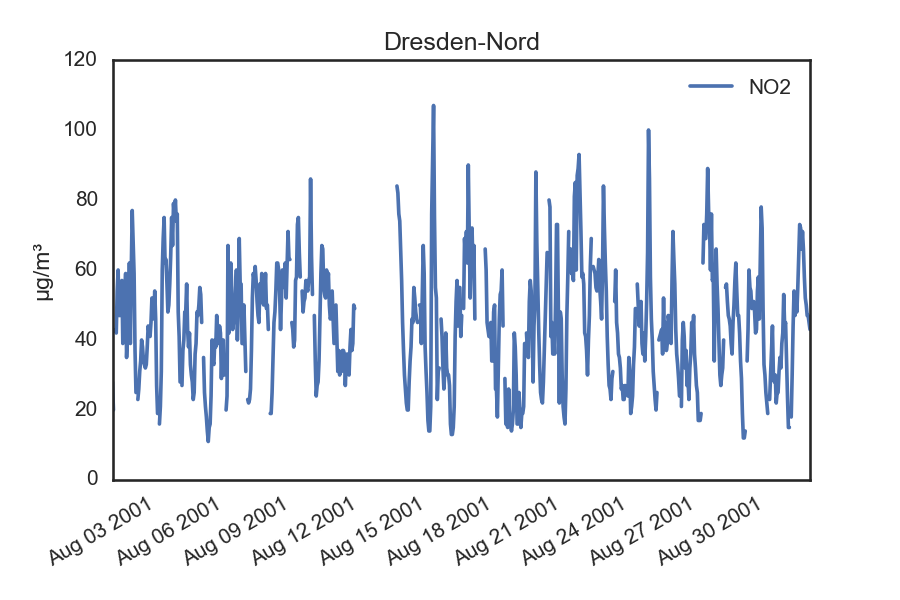 Dresden-Nord
120
100
80
60
40
20
0
µg/m³
NO2
Aug 03 2001
Aug 06 2001
Aug 09 2001
Aug 12 2001
Aug 15 2001
Aug 18 2001
Aug 21 2001
Aug 24 2001
Aug 27 2001
Aug 30 2001